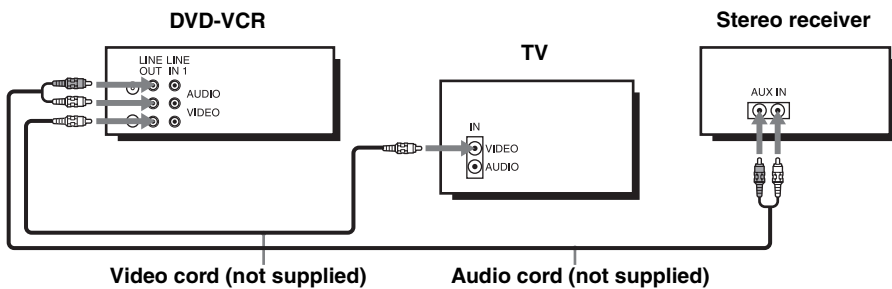 DVD-VCR
LINE LINE
OUT IN 1
AUDIO
VIDEO
TV
IN
VIDEO
AUDIO
Stereo receiver
AUX IN
Video cord (not supplied)
Audio cord (not supplied)